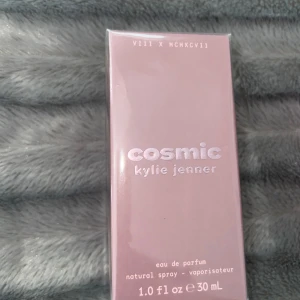 VIII X MCMXCVII
cosmic
kylie jenner
eau de parfum
natural spray - vaporisateur
1.0 fl oz ℮ 30 mL